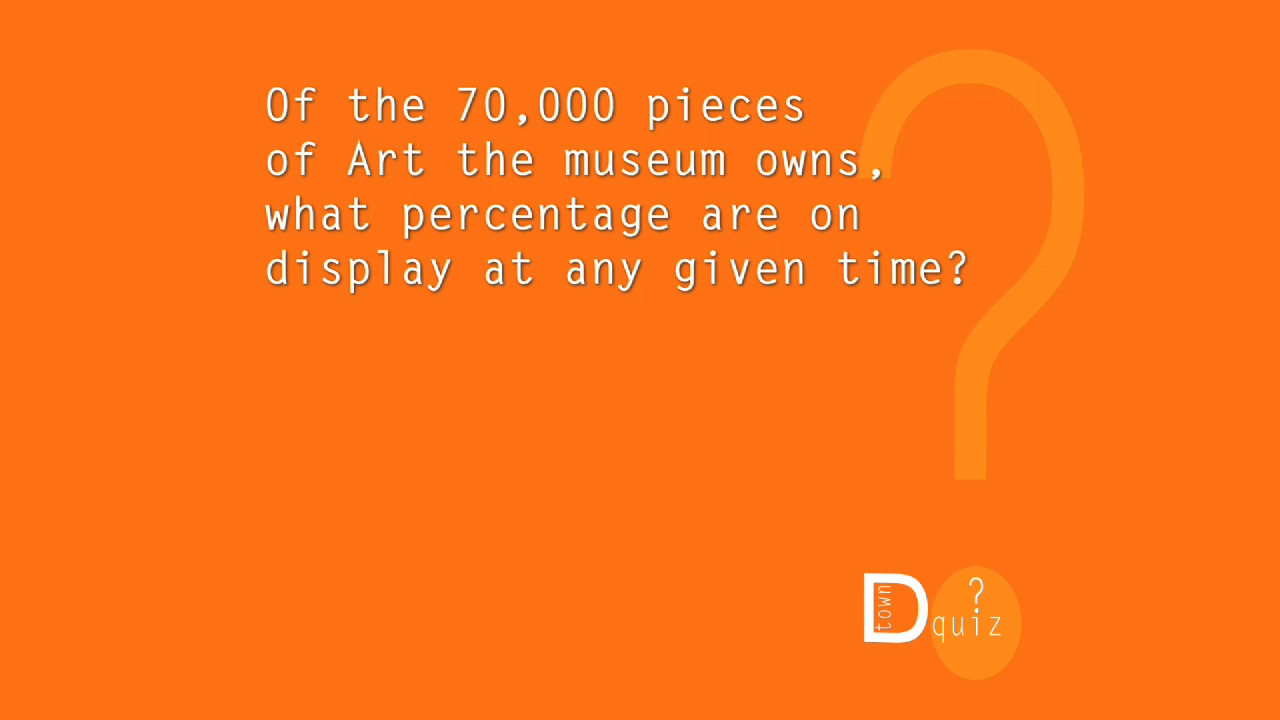 Of the 70,000 pieces
of Art the museum owns,
what percentage are on
display at any given time?
?
D town quiz